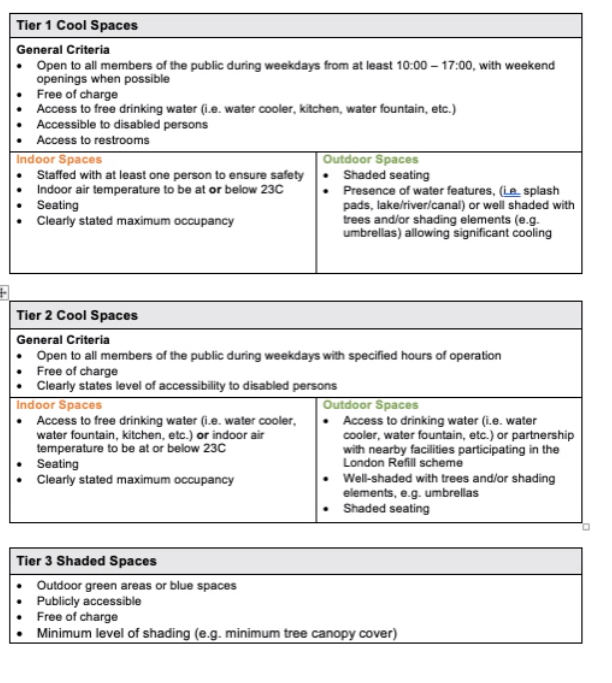 Tier 1 Cool Spaces
General Criteria
• Open to all members of the public during weekdays from at least 10:00 – 17:00, with weekend
openings when possible
• Free of charge
• Access to free drinking water (i.e. water cooler, kitchen, water fountain, etc.)
• Accessible to disabled persons
• Access to restrooms
Indoor Spaces
• Staffed with at least one person to ensure safety
• Indoor air temperature to be at or below 23C
• Seating
• Clearly stated maximum occupancy
Outdoor Spaces
• Shaded seating
• Presence of water features, (i.e. splash
pads, lake/river/canal) or well shaded with
trees and/or shading elements (e.g.
umbrellas) allowing significant cooling
Tier 2 Cool Spaces
General Criteria
• Open to all members of the public during weekdays with specified hours of operation
• Free of charge
• Clearly states level of accessibility to disabled persons
Indoor Spaces
• Access to free drinking water (i.e. water cooler,
water fountain, kitchen, etc.) or indoor air
temperature to be at or below 23C
• Seating
• Clearly stated maximum occupancy
Outdoor Spaces
• Access to drinking water (i.e. water
cooler, water fountain, etc.) or partnership
with nearby facilities participating in the
London Refill scheme
• Well-shaded with trees and/or shading
elements, e.g. umbrellas
• Shaded seating
Tier 3 Shaded Spaces
• Outdoor green areas or blue spaces
• Publicly accessible
• Free of charge
• Minimum level of shading (e.g. minimum tree canopy cover)